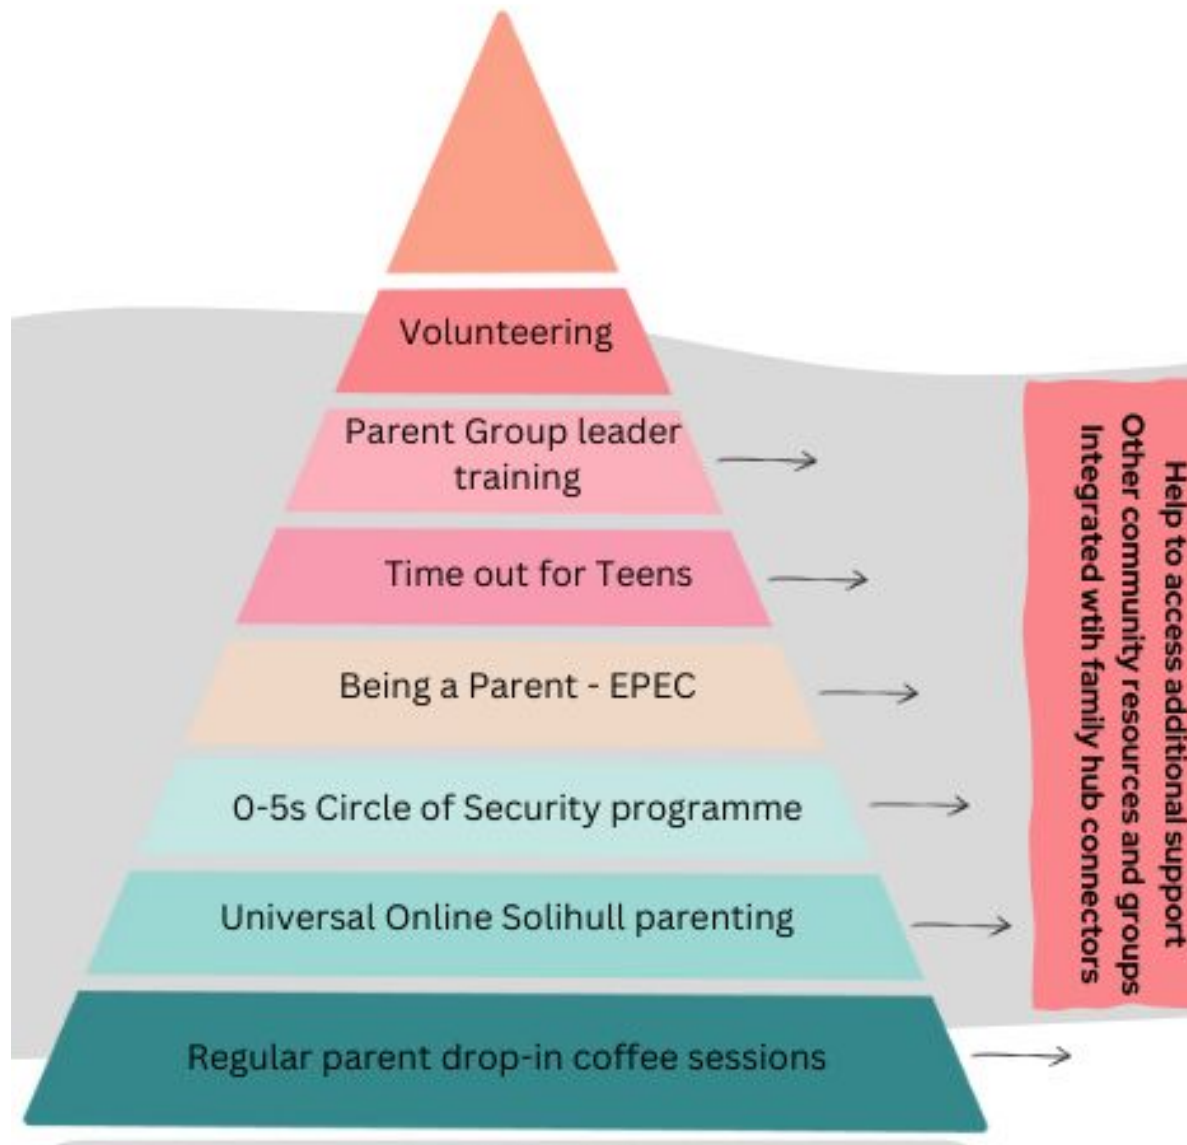 Volunteering
Parent Group leader
training
Time out for Teens
Being a Parent - EPEC
0-5s Circle of Security programme
Universal Online Solihull parenting
Regular parent drop-in coffee sessions
Help to access additional support
Other community resources and groups
Integrated wtih family hub connectors